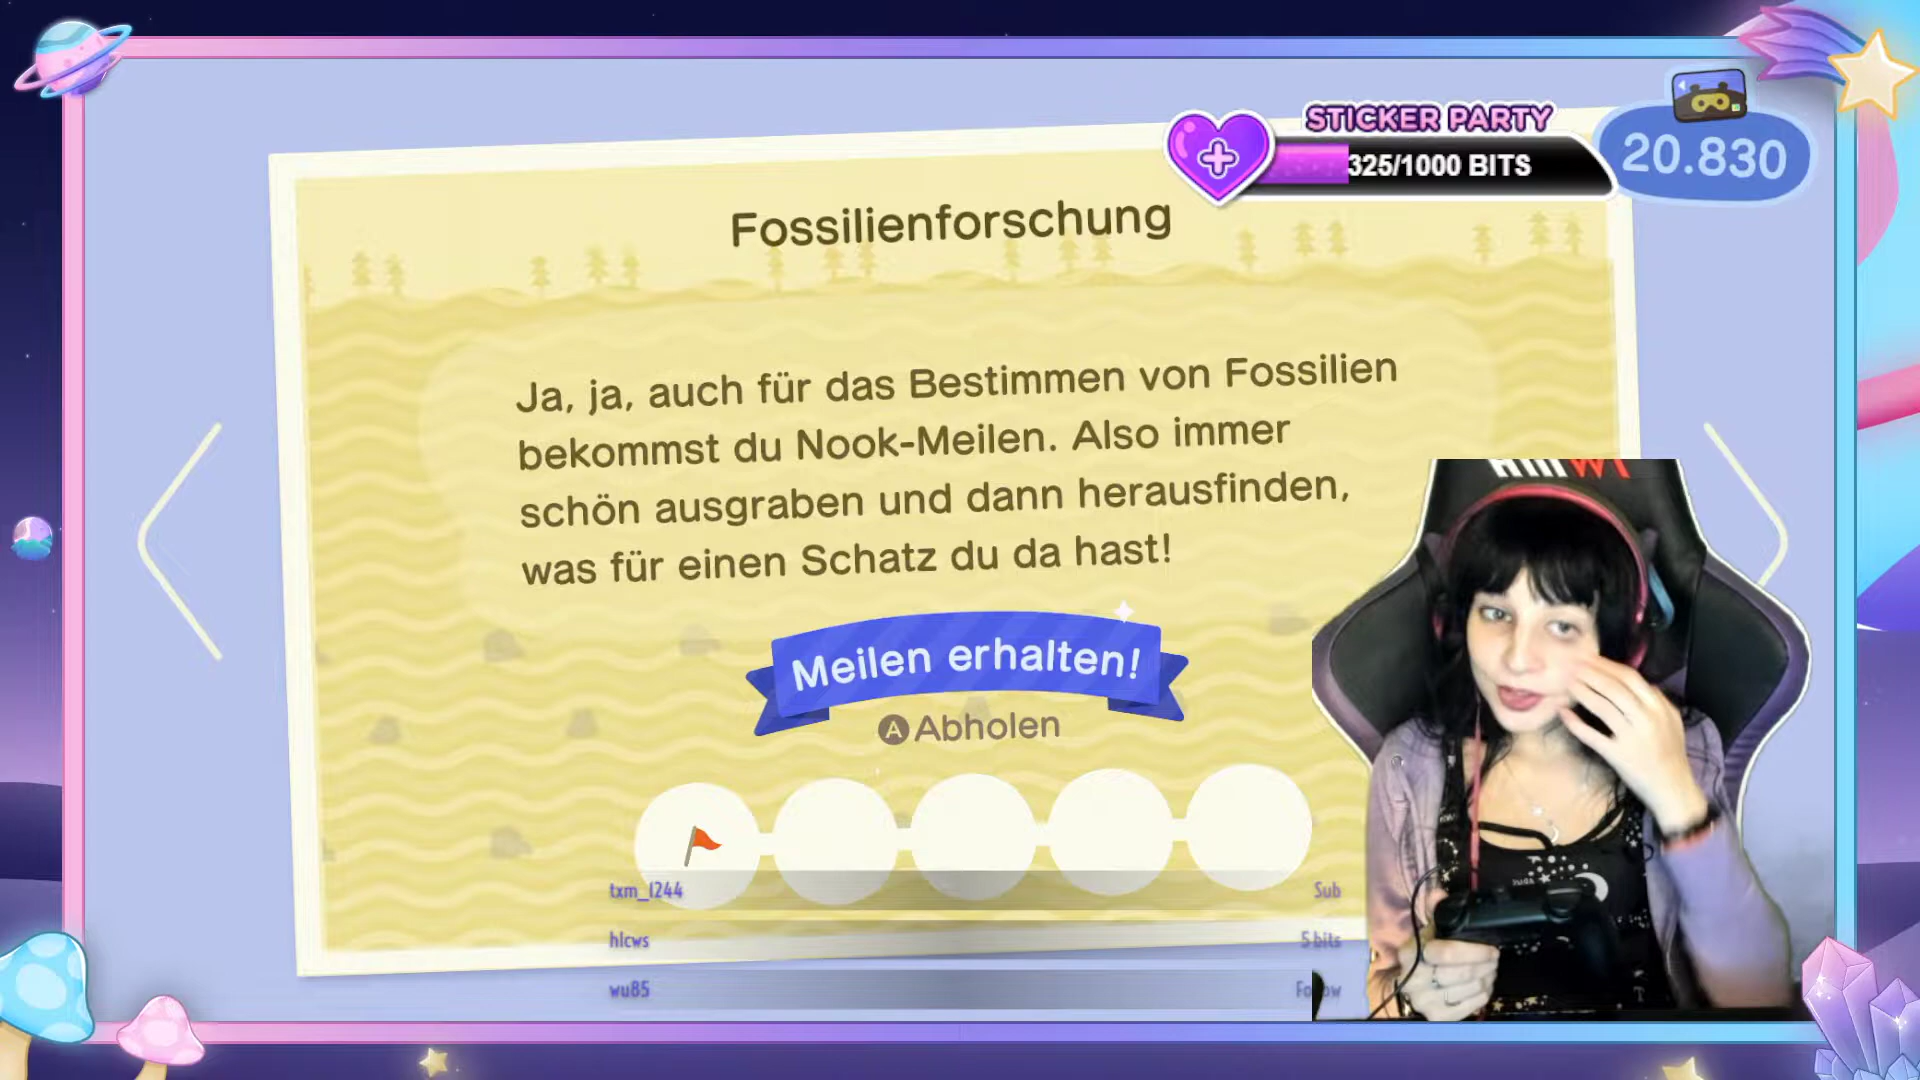 STICKER PARTY
325/1000 BITS
20.830
Fossilienforschung
Ja, ja, auch für das Bestimmen von Fossilien
bekommst du Nook-Meilen. Also immer
schön ausgraben und dann herausfinden,
was für einen Schatz du da hast!
Meilen erhalten!
A Abholen
txm_1244 Sub
hlcws 5 bits
wu85